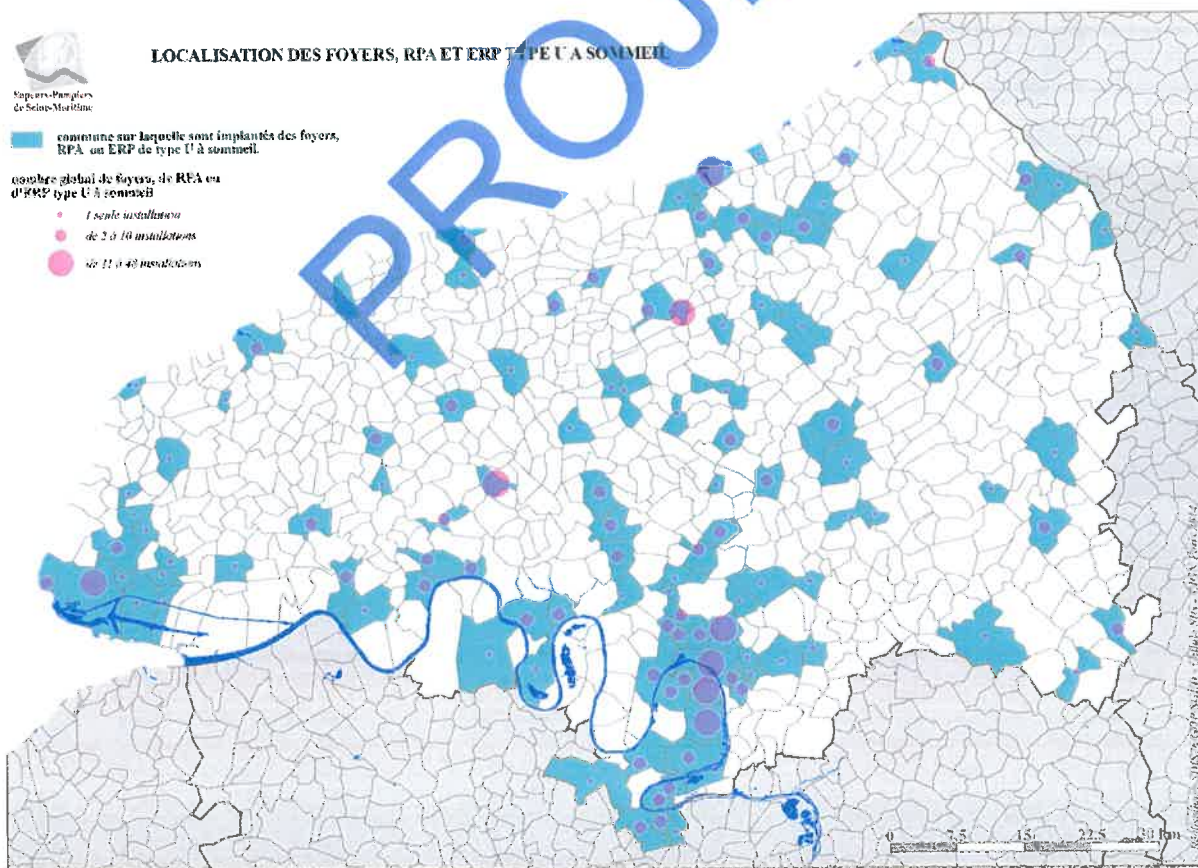 LOCALISATION DES FOYERS, RPA ET ERP TYPE U A SOMMEIL
Sapeurs-Pompiers
de Seine-Maritime
commune sur laquelle sont implantés des foyers,
RPA ou ERP de type U à sommeil.
nombre global de foyers, de RPA ou
d'ERP type U à sommeil
1 seule installation
de 2 à 10 installations
de 11 à 48 installations
PROJE
0 7,5 15 22,5 30 Km